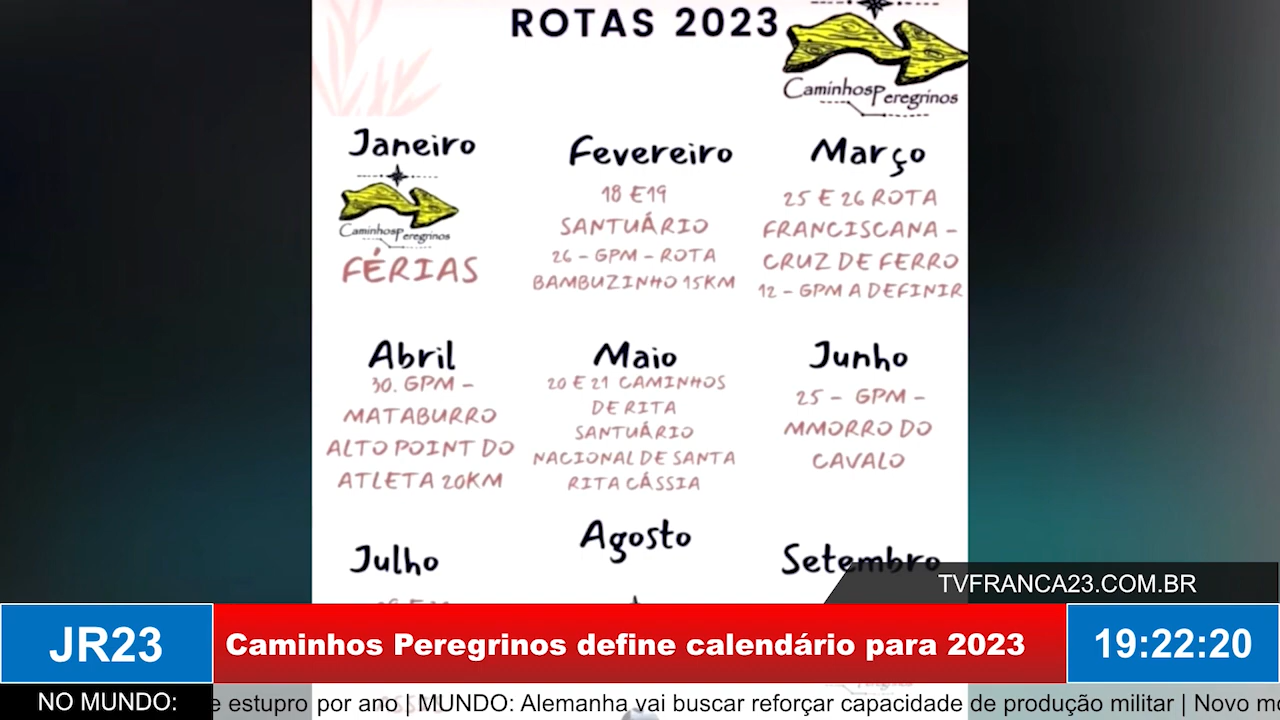 ROTAS 2023
CaminhosPeregrinos
Janeiro
CaminhosPeregrinos
FÉRIAS
Fevereiro
18 E 19
SANTUÁRIO
26 - GPM - ROTA
BAMBUZINHO 15KM
Março
25 E 26 ROTA
FRANCISCANA -
CRUZ DE FERRO
12 - GPM A DEFINIR
Abril
30. GPM -
MATABURRO
ALTO POINT DO
ATLETA 20KM
Maio
20 E 21 CAMINHOS
DE RITA
SANTUÁRIO
NACIONAL DE SANTA
RITA CÁSSIA
Junho
25 - GPM -
MMORRO DO
CAVALO
Julho
Agosto
Setembro
TVFRANCA23.COM.BR
JR23
Caminhos Peregrinos define calendário para 2023
19:22:20
NO MUNDO:
e estupro por ano | MUNDO: Alemanha vai buscar reforçar capacidade de produção militar | Novo